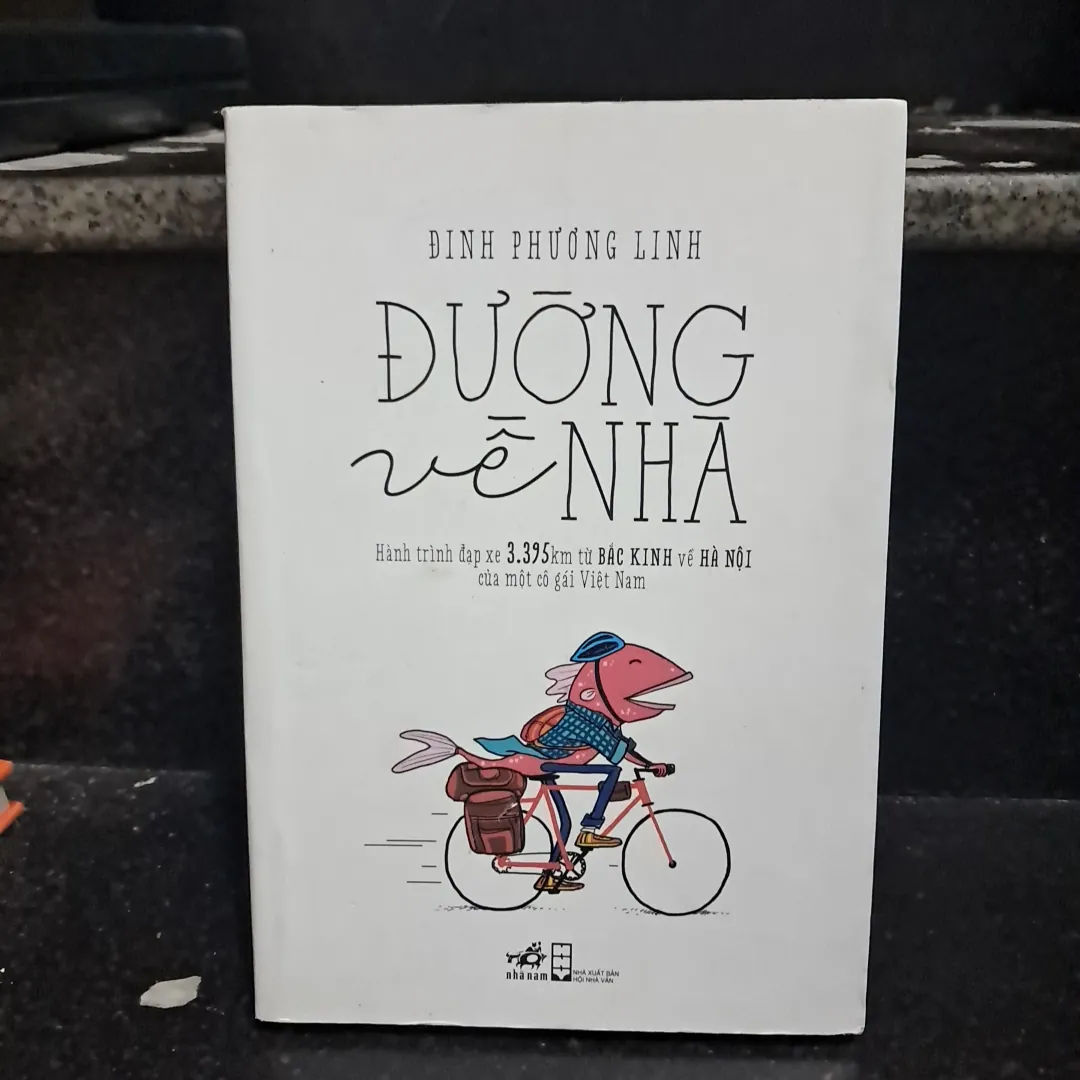 ĐINH PHƯƠNG LINH
ĐƯỜNG
về NHÀ
Hành trình đạp xe 3.395km từ BẮC KINH về HÀ NỘI
của một cô gái Việt Nam
nhã nam
NHÀ XUẤT BẢN
HỘI NHÀ VĂN